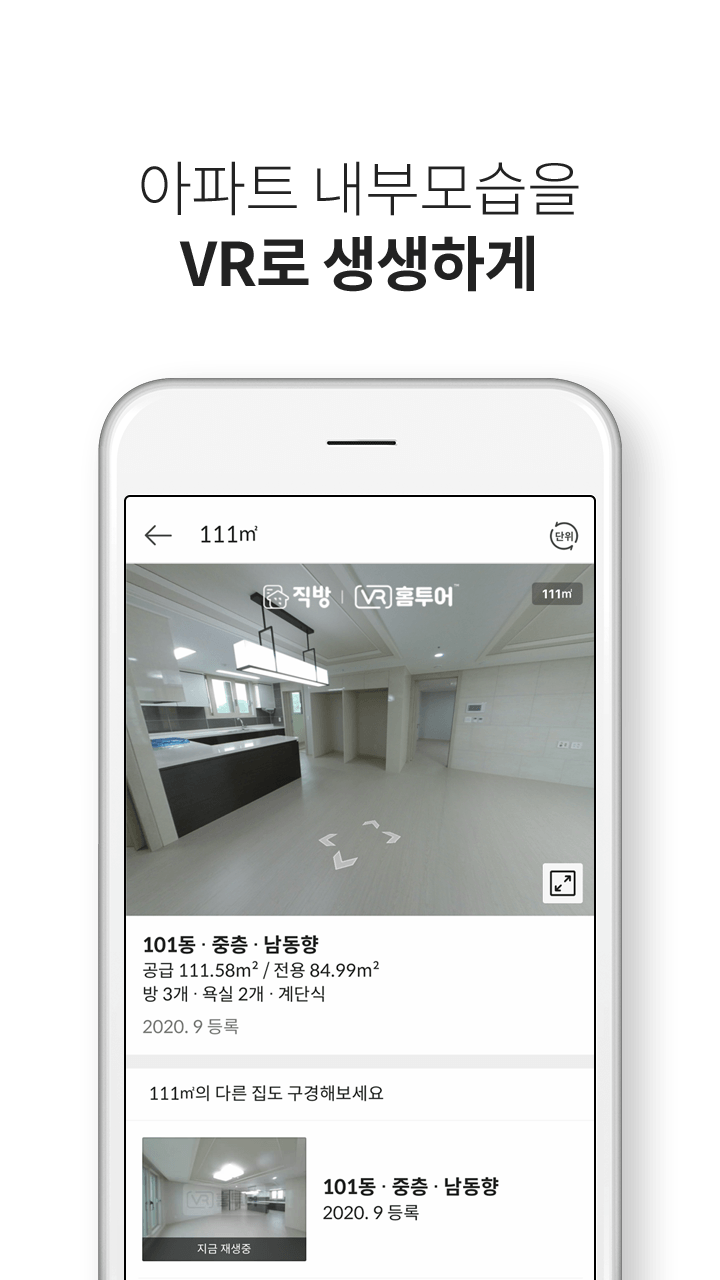 아파트 내부모습을
VR로 생생하게
111㎡
단위
직방 | VR 홈투어™
111㎡
101동 · 중층 · 남동향
공급 111.58m² / 전용 84.99m²
방 3개 · 욕실 2개 · 계단식
2020. 9 등록
111㎡의 다른 집도 구경해보세요
VR
지금 재생중
101동 · 중층 · 남동향
2020. 9 등록